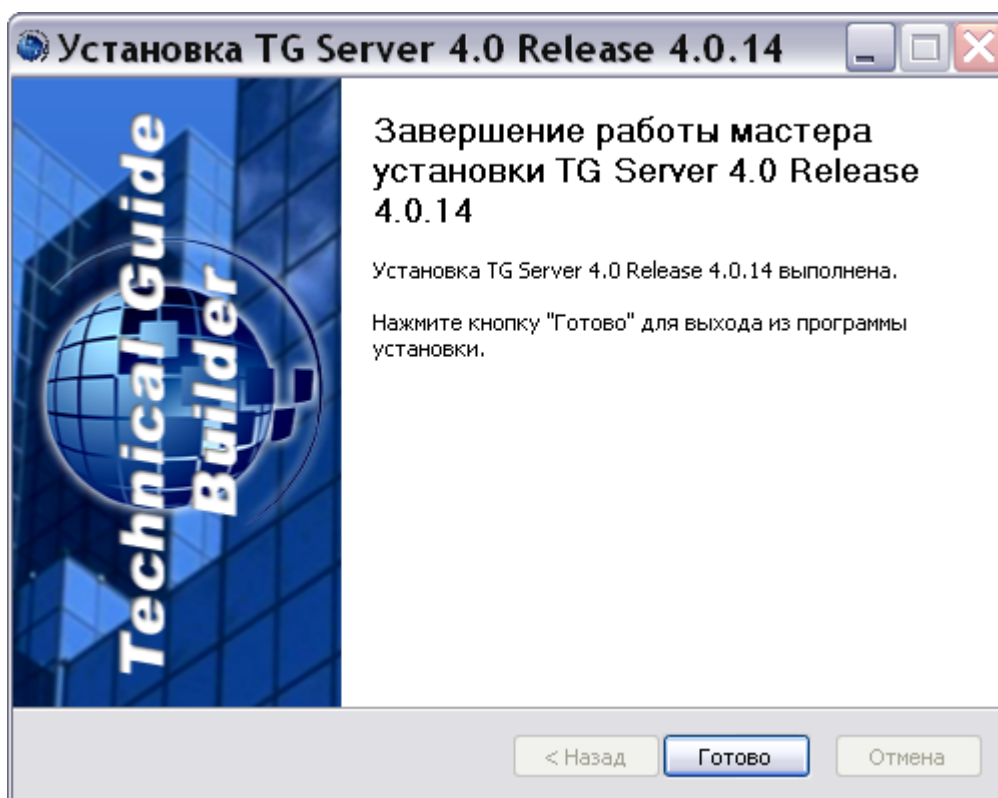 Установка TG Server 4.0 Release 4.0.14
Technical Guide
Builder
Завершение работы мастера
установки TG Server 4.0 Release
4.0.14
Установка TG Server 4.0 Release 4.0.14 выполнена.
Нажмите кнопку "Готово" для выхода из программы
установки.
< Назад
Готово
Отмена